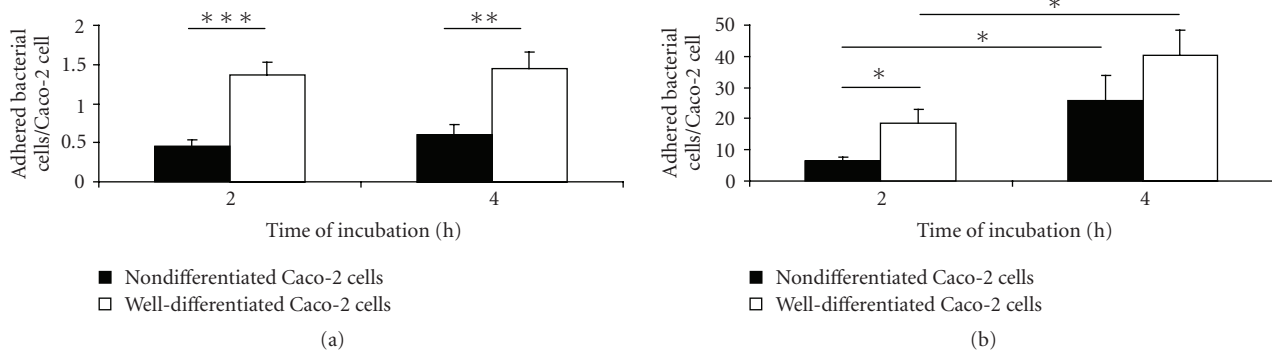 Adhered bacterial
cells/Caco-2 cell
2
1.5
1
0.5
0
∗∗∗
∗∗
2
4
Time of incubation (h)
Nondifferentiated Caco-2 cells
Well-differentiated Caco-2 cells
(a)
Adhered bacterial
cells/Caco-2 cell
50
40
30
20
10
0
∗
∗
∗
2
4
Time of incubation (h)
Nondifferentiated Caco-2 cells
Well-differentiated Caco-2 cells
(b)